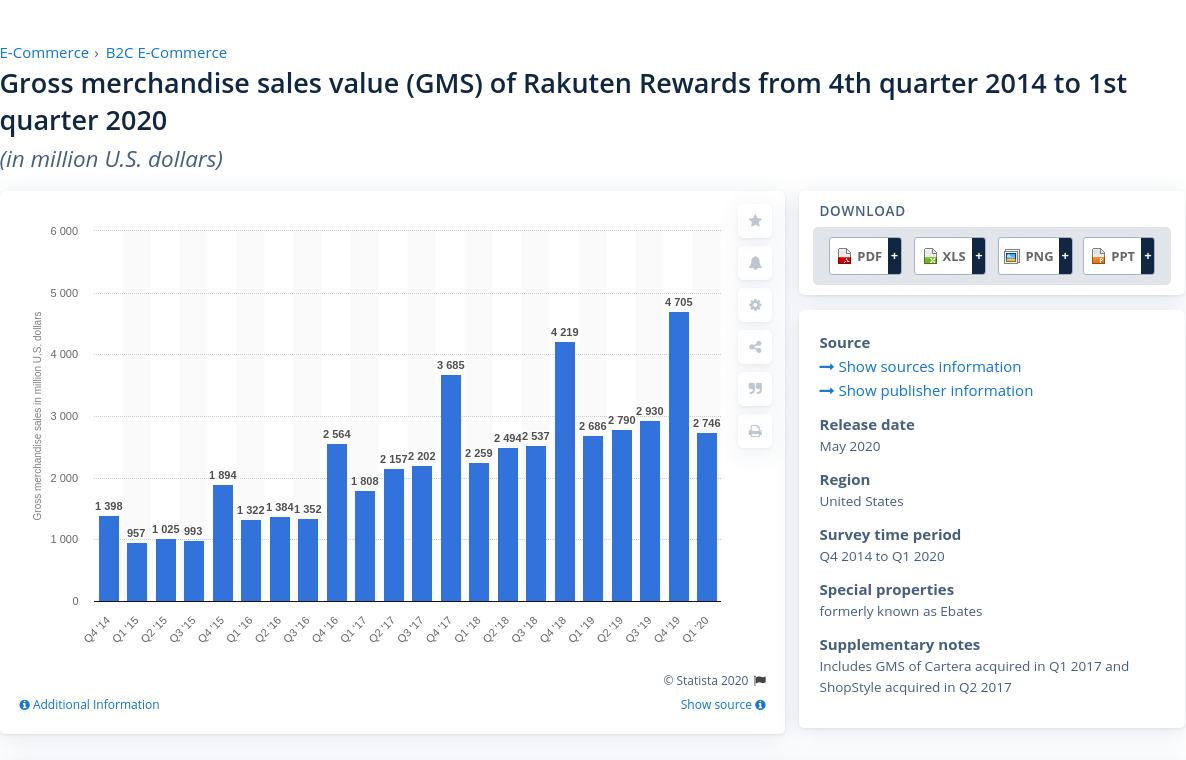 E-Commerce › B2C E-Commerce
Gross merchandise sales value (GMS) of Rakuten Rewards from 4th quarter 2014 to 1st
quarter 2020
(in million U.S. dollars)
Gross merchandise sales in million U.S. dollars
6 000
5 000
4 000
3 000
2 000
1 000
0
1 398
957
1 025
993
1 894
1 322
1 384
1 352
2 564
1 808
2 157
2 202
3 685
2 259
2 494
2 537
4 219
2 686
2 790
2 930
4 705
2 746
Q4 '14
Q1 '15
Q2 '15
Q3 '15
Q4 '15
Q1 '16
Q2 '16
Q3 '16
Q4 '16
Q1 '17
Q2 '17
Q3 '17
Q4 '17
Q1 '18
Q2 '18
Q3 '18
Q4 '18
Q1 '19
Q2 '19
Q3 '19
Q4 '19
Q1 '20
© Statista 2020
Additional Information
Show source
DOWNLOAD
PDF + XLS + PNG + PPT +
Source
Show sources information
Show publisher information
Release date
May 2020
Region
United States
Survey time period
Q4 2014 to Q1 2020
Special properties
formerly known as Ebates
Supplementary notes
Includes GMS of Cartera acquired in Q1 2017 and
ShopStyle acquired in Q2 2017